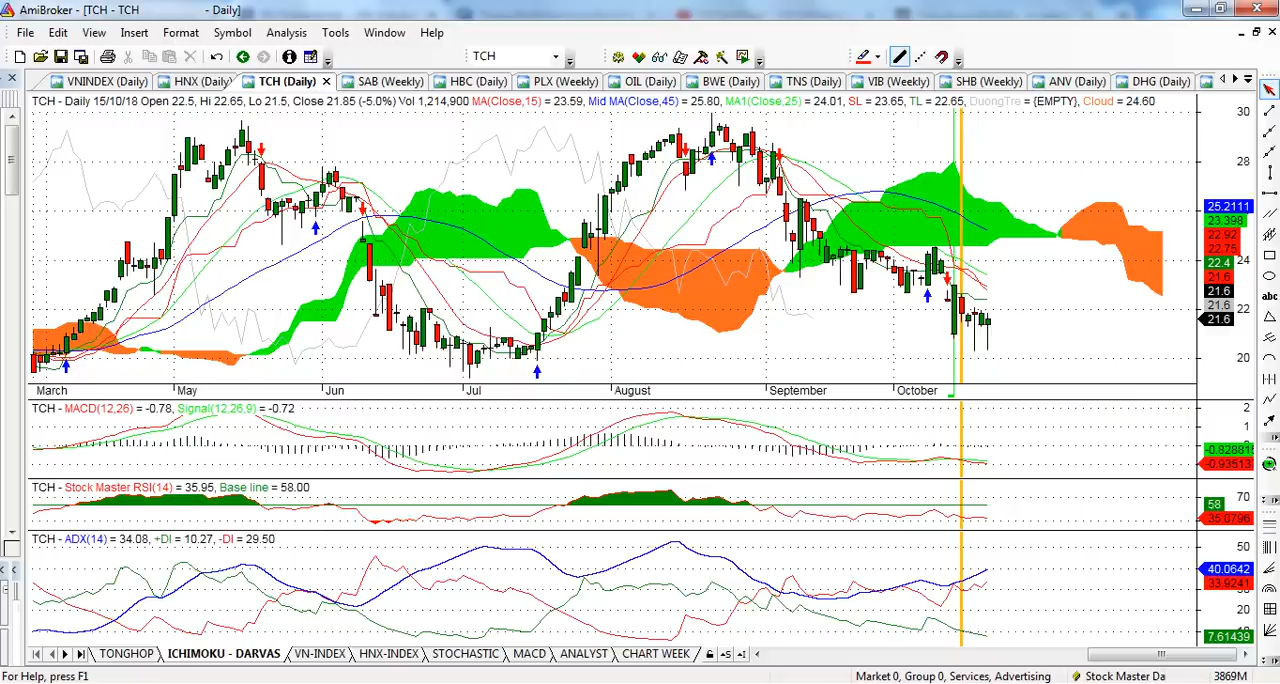 AmiBroker - [TCH - TCH - Daily]
File Edit View Insert Format Symbol Analysis Tools Window Help
TCH
VNINDEX (Daily) HNX (Daily) TCH (Daily) SAB (Weekly) HBC (Daily) PLX (Weekly) OIL (Daily) BWE (Daily) TNS (Daily) VIB (Weekly) SHB (Weekly) ANV (Daily) DHG (Daily)
TCH - Daily 15/10/18 Open 22.5, Hi 22.65, Lo 21.5, Close 21.85 (-5.0%) Vol 1,214,900 MA(Close,15) = 23.59, Mid MA(Close,45) = 25.80, MA1(Close,25) = 24.01, SL = 23.65, TL = 22.65, DuongTre = {EMPTY}, Cloud = 24.60
30
28
25.2111
23.398
22.92
24
22.75
22.4
21.6
21.6
22
21.6
21.6
20
March May Jun Jul August September October
TCH - MACD(12,26) = -0.78, Signal(12,26,9) = -0.72
2
1
-0.82881
-0.93513
TCH - Stock Master RSI(14) = 35.95, Base line = 58.00
70
58
35.0796
TCH - ADX(14) = 34.08, +DI = 10.27, -DI = 29.50
50
40.0642
33.9241
20
7.61439
TONGHOP ICHIMOKU - DANVAS VN-INDEX HNX-INDEX STOCHASTIC MACD ANALYST CHART WEEK
For Help, press F1 Market 0, Group 0, Services, Advertising Stock Master Da 3869M